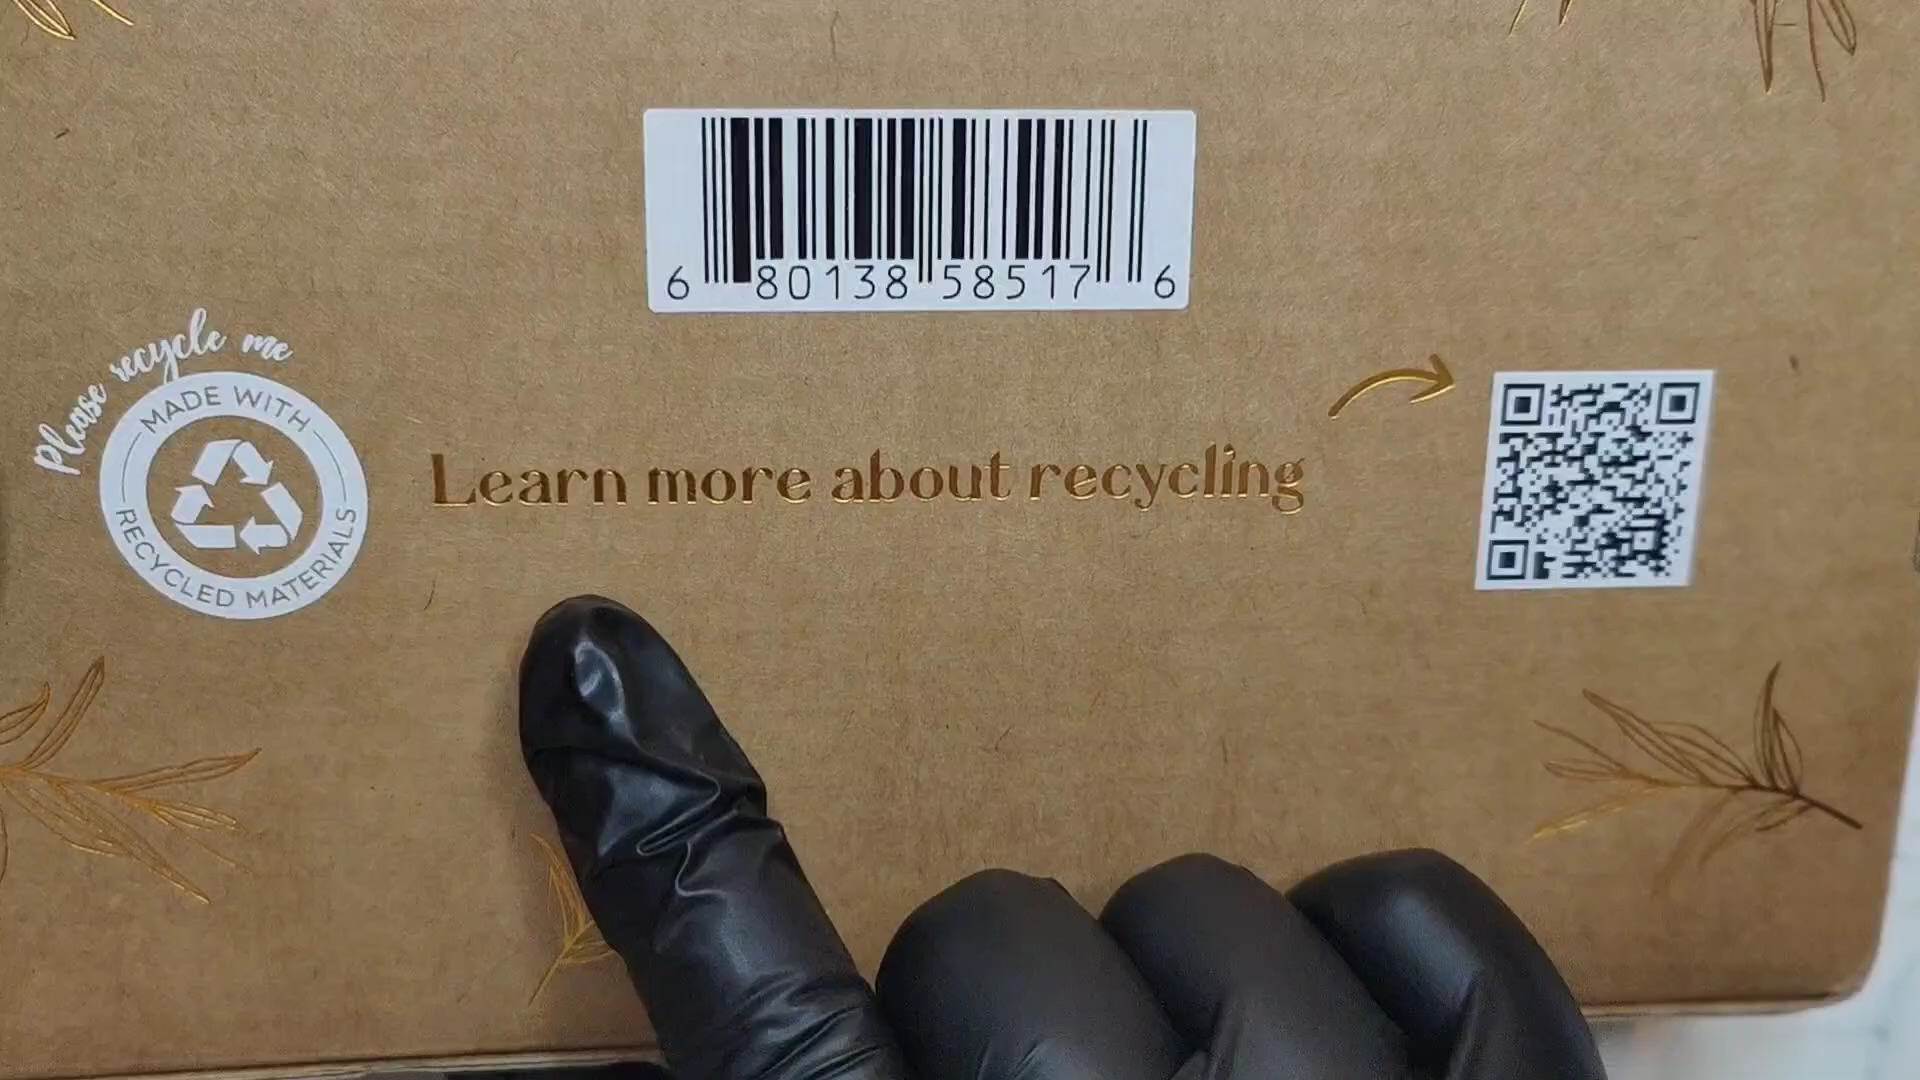 6 80138 58517 6
Please recycle me
MADE WITH
RECYCLED MATERIALS
Learn more about recycling